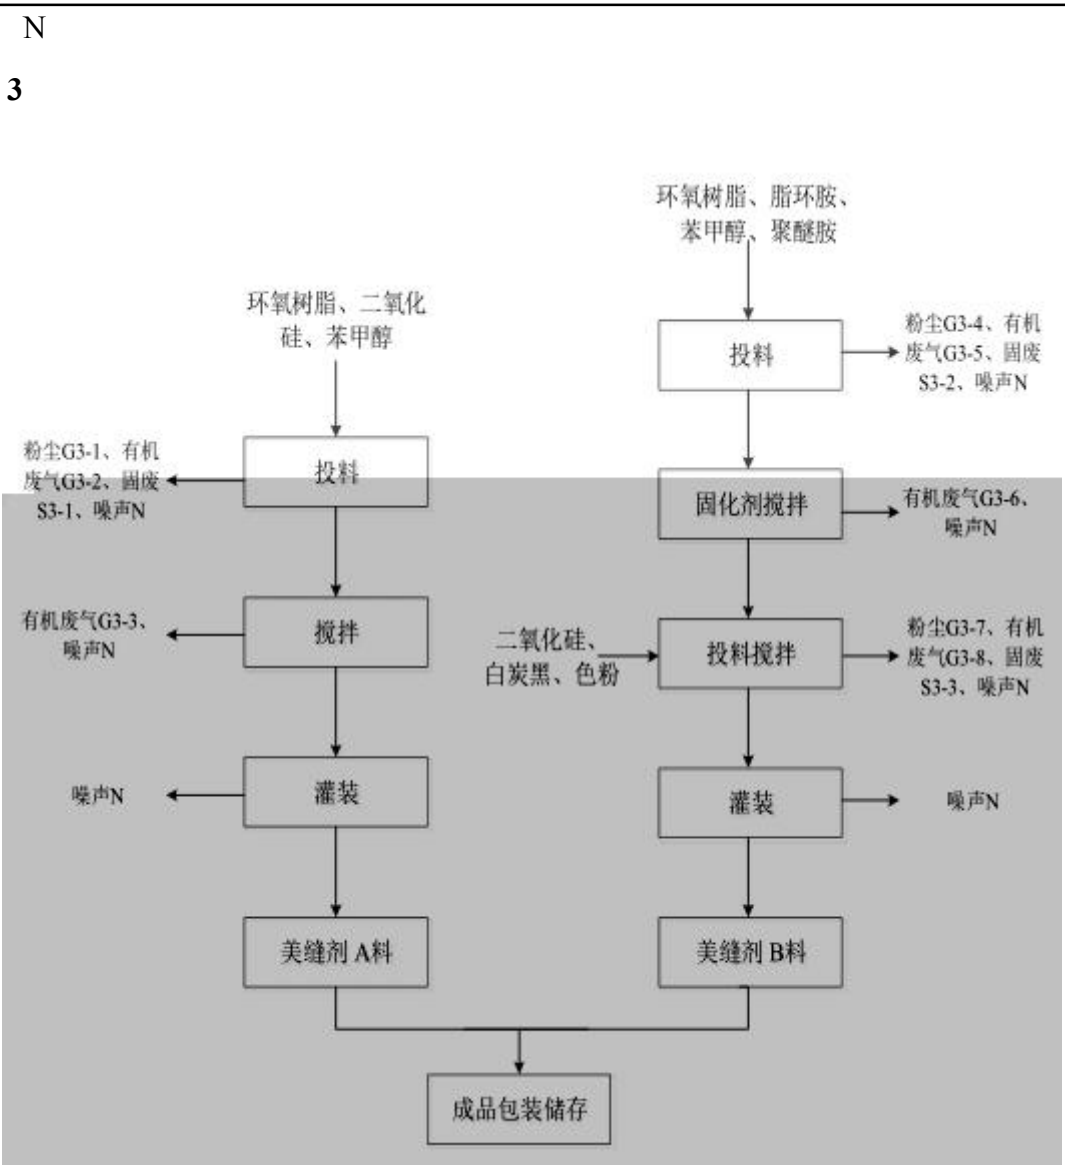 N
3
环氧树脂、脂环胺、
苯甲醇、聚醚胺
环氧树脂、二氧化
硅、苯甲醇
投料
粉尘G3-4、有机
废气G3-5、固废
S3-2、噪声N
粉尘G3-1、有机
废气G3-2、固废
S3-1、噪声N
投料
固化剂搅拌
有机废气G3-6、
噪声N
有机废气G3-3、
噪声N
搅拌
二氧化硅、
白炭黑、色粉
投料搅拌
粉尘G3-7、有机
废气G3-8、固废
S3-3、噪声N
噪声N
灌装
灌装
噪声N
美缝剂 A料
美缝剂 B料
成品包装储存